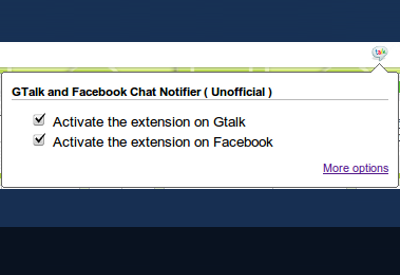 talk
GTalk and Facebook Chat Notifier ( Unofficial )
Activate the extension on Gtalk
Activate the extension on Facebook
More options